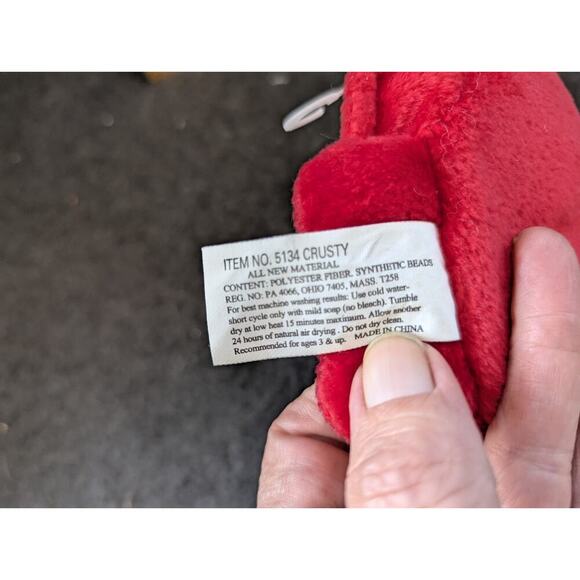 ITEM NO. 5134 CRUSTY
ALL NEW MATERIAL
CONTENT: POLYESTER FIBER, SYNTHETIC BEADS
REG. NO: PA 4066, OHIO 7405, MASS. T258
For best machine washing results: Use cold water-
short cycle only with mild soap (no bleach). Tumble
dry at low heat 15 minutes maximum. Allow another
24 hours of natural air drying . Do not dry clean.
Recommended for ages 3 & up. MADE IN CHINA